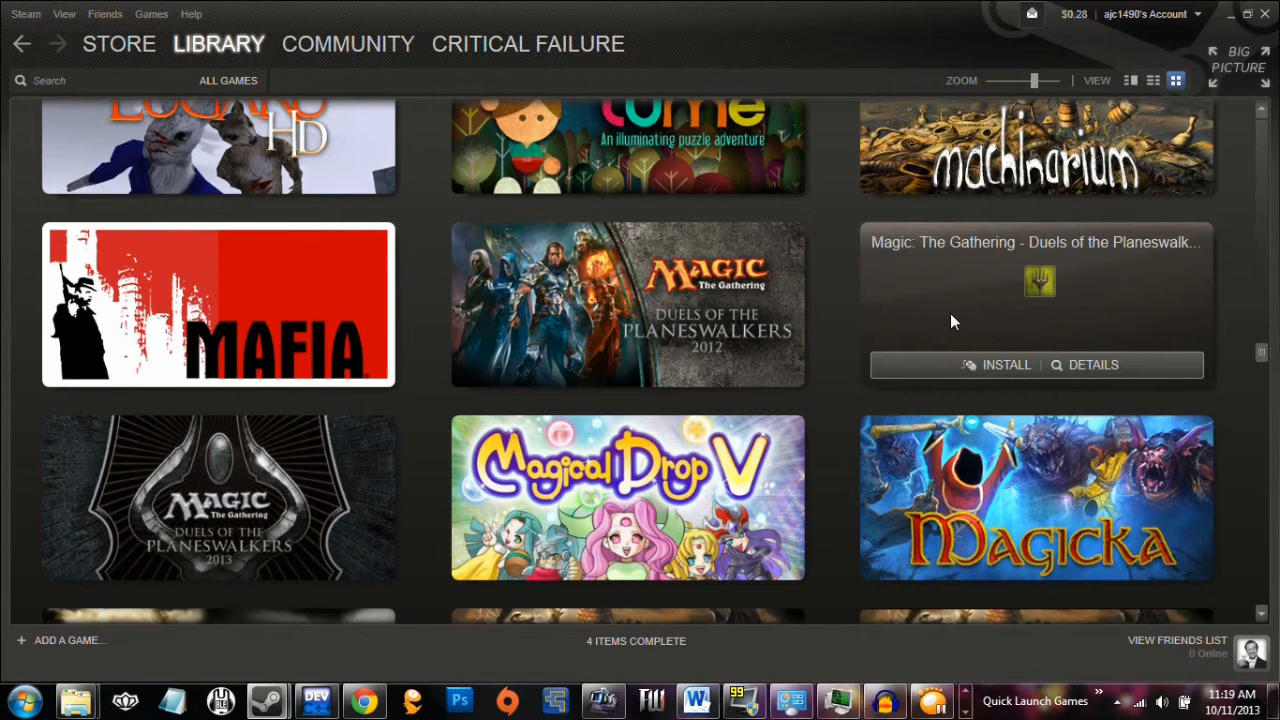 Steam View Friends Games Help
$0.28 ajc1490's Account
STORE LIBRARY COMMUNITY CRITICAL FAILURE
BIG
PICTURE
Search ALL GAMES ZOOM VIEW
HD
An illuminating puzzle adventure
machinarium
MAFIA
MAGIC
The Gathering
DUELS OF THE
PLANESWALKERS
2012
Magic: The Gathering - Duels of the Planeswalk...
INSTALL DETAILS
MAGIC
The Gathering
DUELS OF THE
PLANESWALKERS
2013
Magical Drop V
MAGICKA
+ ADD A GAME...
4 ITEMS COMPLETE
VIEW FRIENDS LIST
0 Online
DEV
Ps
W
99
Quick Launch Games
11:19 AM
10/11/2013